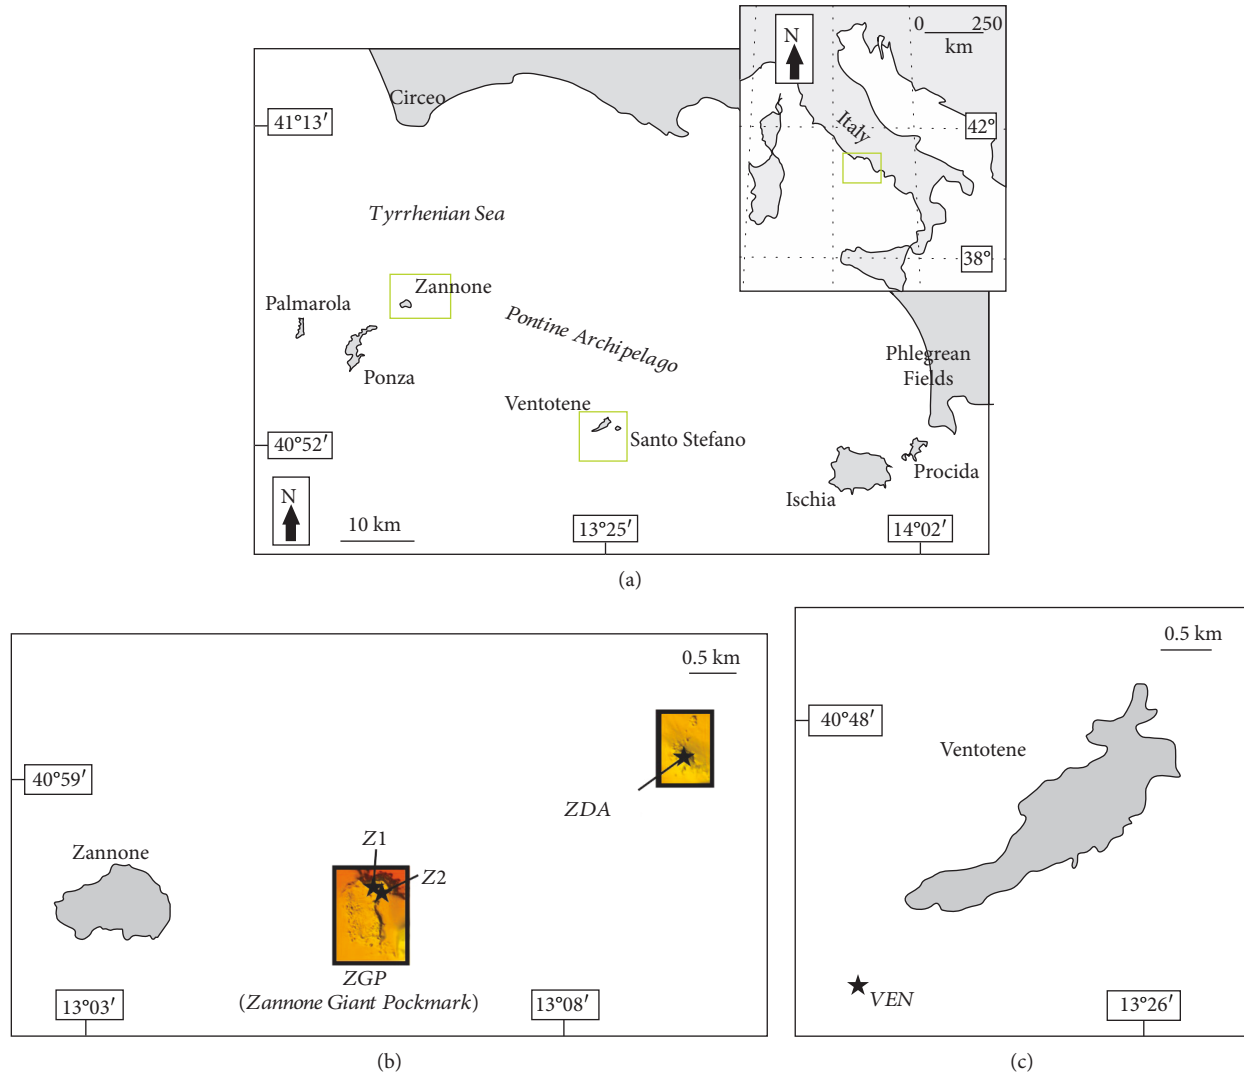 0 250
km
N
Italy
42°
38°
Circeo
41°13′
Tyrrhenian Sea
Zannone
Palmarola
Ponza
Pontine Archipelago
Phlegrean
Fields
Ventotene
Santo Stefano
40°52′
Procida
Ischia
N
10 km
13°25′
14°02′
(a)
0.5 km
40°59′
ZDA
Z1
Zannone
Z2
ZGP
(Zannone Giant Pockmark)
13°03′
13°08′
(b)
0.5 km
40°48′
Ventotene
VEN
13°26′
(c)